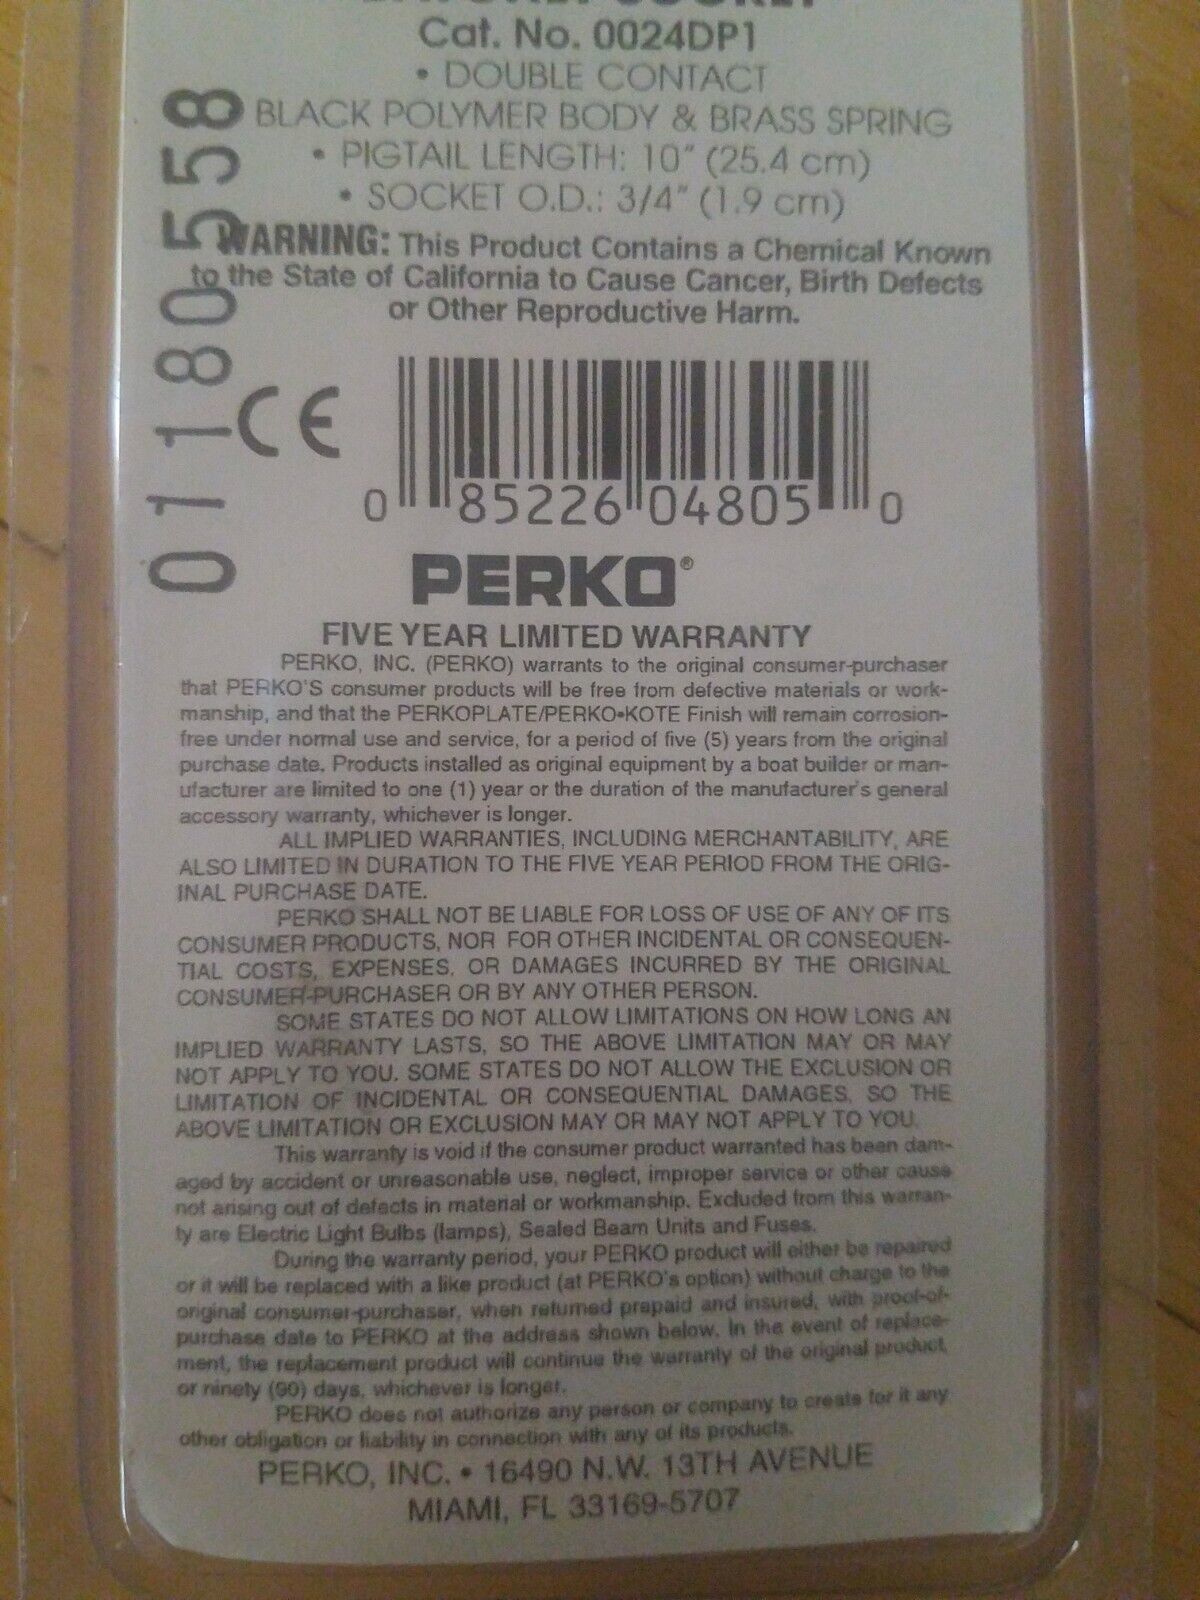 Cat. No. 0024DP1
• DOUBLE CONTACT
BLACK POLYMER BODY & BRASS SPRING
• PIGTAIL LENGTH: 10" (25.4 cm)
• SOCKET O.D.: 3/4" (1.9 cm)
WARNING: This Product Contains a Chemical Known
to the State of California to Cause Cancer, Birth Defects
or Other Reproductive Harm.
01180558
CE
0 85226 04805 0
PERKO®
FIVE YEAR LIMITED WARRANTY
PERKO, INC. (PERKO) warrants to the original consumer-purchaser
that PERKO'S consumer products will be free from defective materials or work-
manship, and that the PERKOPLATE/PERKO•KOTE Finish will remain corrosion-
free under normal use and service, for a period of five (5) years from the original
purchase date. Products installed as original equipment by a boat builder or man-
ufacturer are limited to one (1) year or the duration of the manufacturer's general
accessory warranty, whichever is longer.
ALL IMPLIED WARRANTIES, INCLUDING MERCHANTABILITY, ARE
ALSO LIMITED IN DURATION TO THE FIVE YEAR PERIOD FROM THE ORIG-
INAL PURCHASE DATE.
PERKO SHALL NOT BE LIABLE FOR LOSS OF USE OF ANY OF ITS
CONSUMER PRODUCTS, NOR FOR OTHER INCIDENTAL OR CONSEQUEN-
TIAL COSTS, EXPENSES, OR DAMAGES INCURRED BY THE ORIGINAL
CONSUMER-PURCHASER OR BY ANY OTHER PERSON.
SOME STATES DO NOT ALLOW LIMITATIONS ON HOW LONG AN
IMPLIED WARRANTY LASTS, SO THE ABOVE LIMITATION MAY OR MAY
NOT APPLY TO YOU. SOME STATES DO NOT ALLOW THE EXCLUSION OR
LIMITATION OF INCIDENTAL OR CONSEQUENTIAL DAMAGES, SO THE
ABOVE LIMITATION OR EXCLUSION MAY OR MAY NOT APPLY TO YOU.
This warranty is void if the consumer product warranted has been dam-
aged by accident or unreasonable use, neglect, improper service or other cause
not arising out of defects in material or workmanship. Excluded from this warran-
ty are Electric Light Bulbs (lamps), Sealed Beam Units and Fuses.
During the warranty period, your PERKO product will either be repaired
or it will be replaced with a like product (at PERKO's option) without charge to the
original consumer-purchaser, when returned prepaid and insured, with proof-of-
purchase date to PERKO at the address shown below. In the event of replace-
ment, the replacement product will continue the warranty of the original product,
or ninety (90) days, whichever is longer.
PERKO does not authorize any person or company to create for it any
other obligation or liability in connection with any of its products.
PERKO, INC. • 16490 N.W. 13TH AVENUE
MIAMI, FL 33169-5707